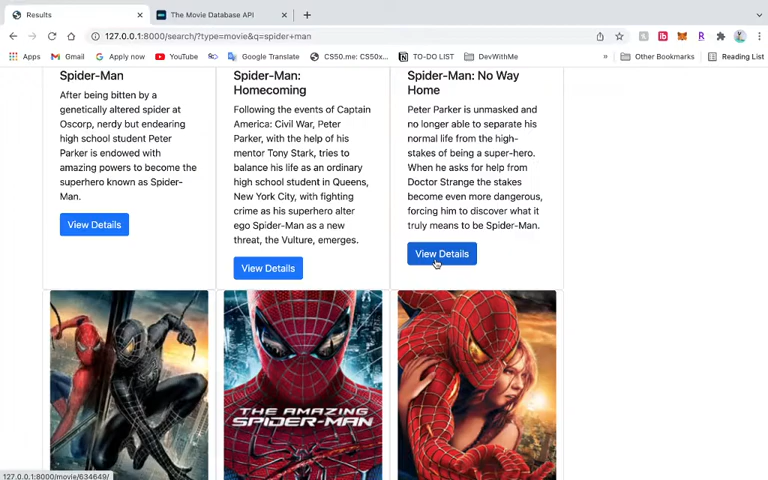 Results
The Movie Database API
127.0.0.1:8000/search/?type=movie&q=spider+man
Apps
Gmail
Apply now
YouTube
Google Translate
CS50.me: CS50x...
TO-DO LIST
DevWithMe
»
Other Bookmarks
Reading List
Spider-Man
After being bitten by a
genetically altered spider at
Oscorp, nerdy but endearing
high school student Peter
Parker is endowed with
amazing powers to become the
superhero known as Spider-
Man.
View Details
Spider-Man:
Homecoming
Following the events of Captain
America: Civil War, Peter
Parker, with the help of his
mentor Tony Stark, tries to
balance his life as an ordinary
high school student in Queens,
New York City, with fighting
crime as his superhero alter
ego Spider-Man as a new
threat, the Vulture, emerges.
View Details
Spider-Man: No Way
Home
Peter Parker is unmasked and
no longer able to separate his
normal life from the high-
stakes of being a super-hero.
When he asks for help from
Doctor Strange the stakes
become even more dangerous,
forcing him to discover what it
truly means to be Spider-Man.
View Details
THE AMAZING
SPIDER-MAN
127.0.0.1:8000/movie/634649/